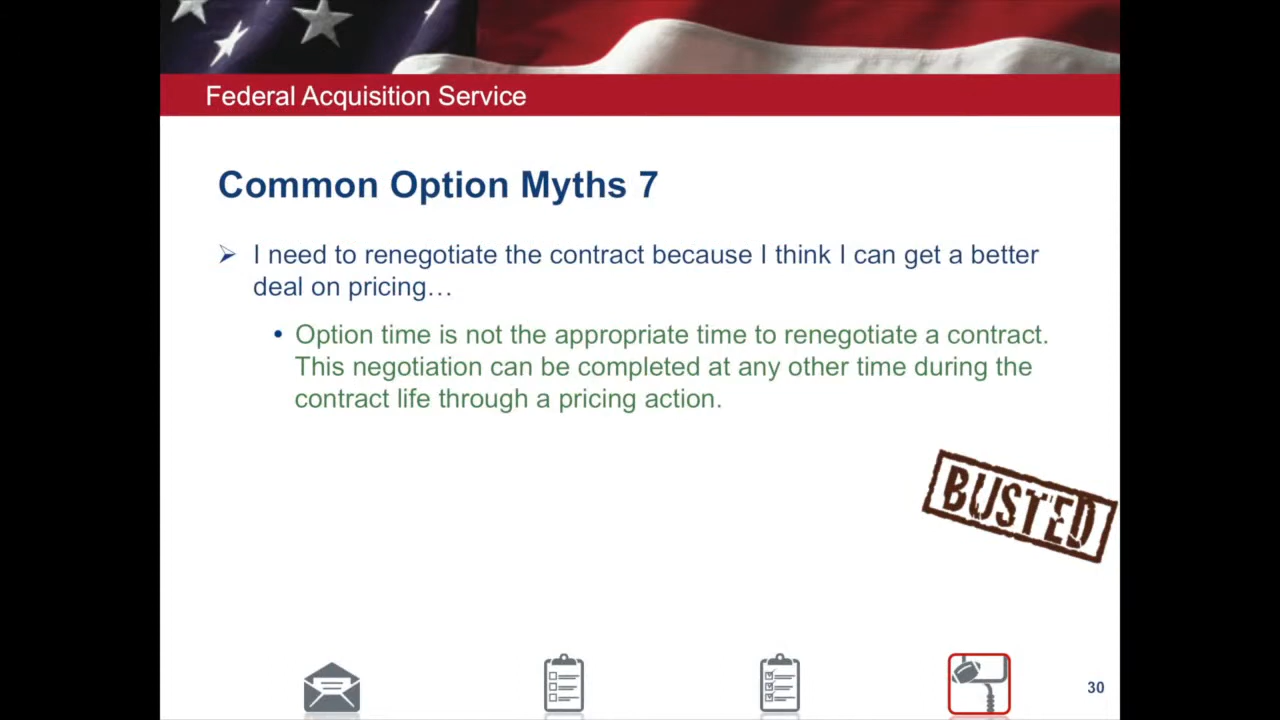 Federal Acquisition Service
Common Option Myths 7
➢ I need to renegotiate the contract because I think I can get a better
deal on pricing…
• Option time is not the appropriate time to renegotiate a contract.
This negotiation can be completed at any other time during the
contract life through a pricing action.
BUSTED
30